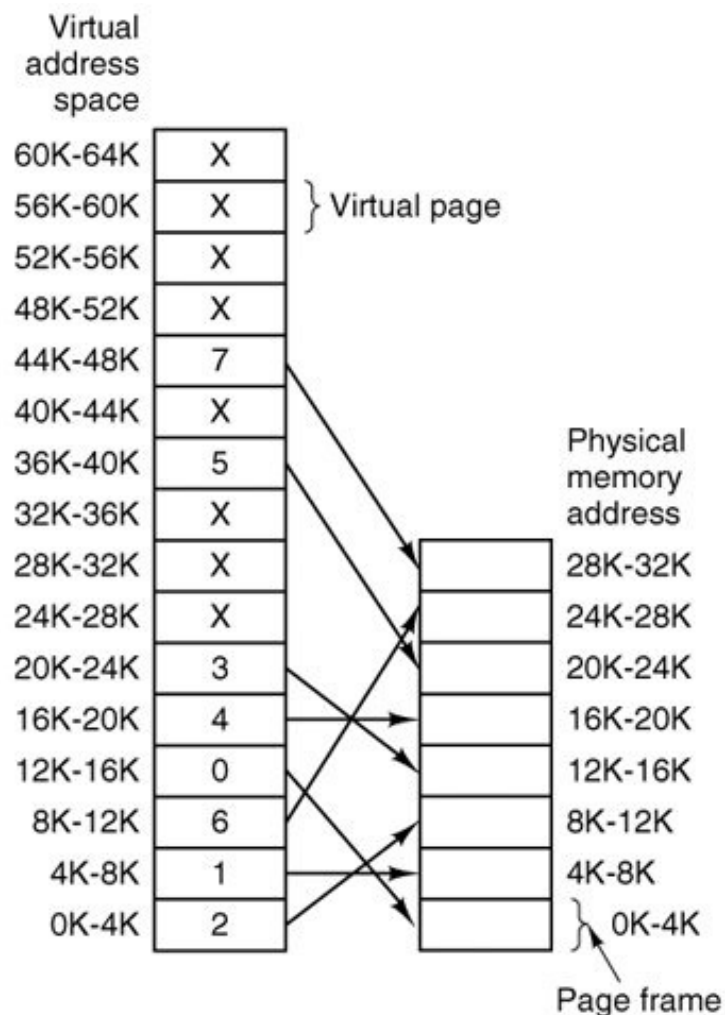 Virtual
address
space
60K-64K X
56K-60K X Virtual page
52K-56K X
48K-52K X
44K-48K 7
40K-44K X
36K-40K 5
Physical
memory
address
32K-36K X
28K-32K X 28K-32K
24K-28K X 24K-28K
20K-24K 3 20K-24K
16K-20K 4 16K-20K
12K-16K 0 12K-16K
8K-12K 6 8K-12K
4K-8K 1 4K-8K
0K-4K 2 0K-4K
Page frame